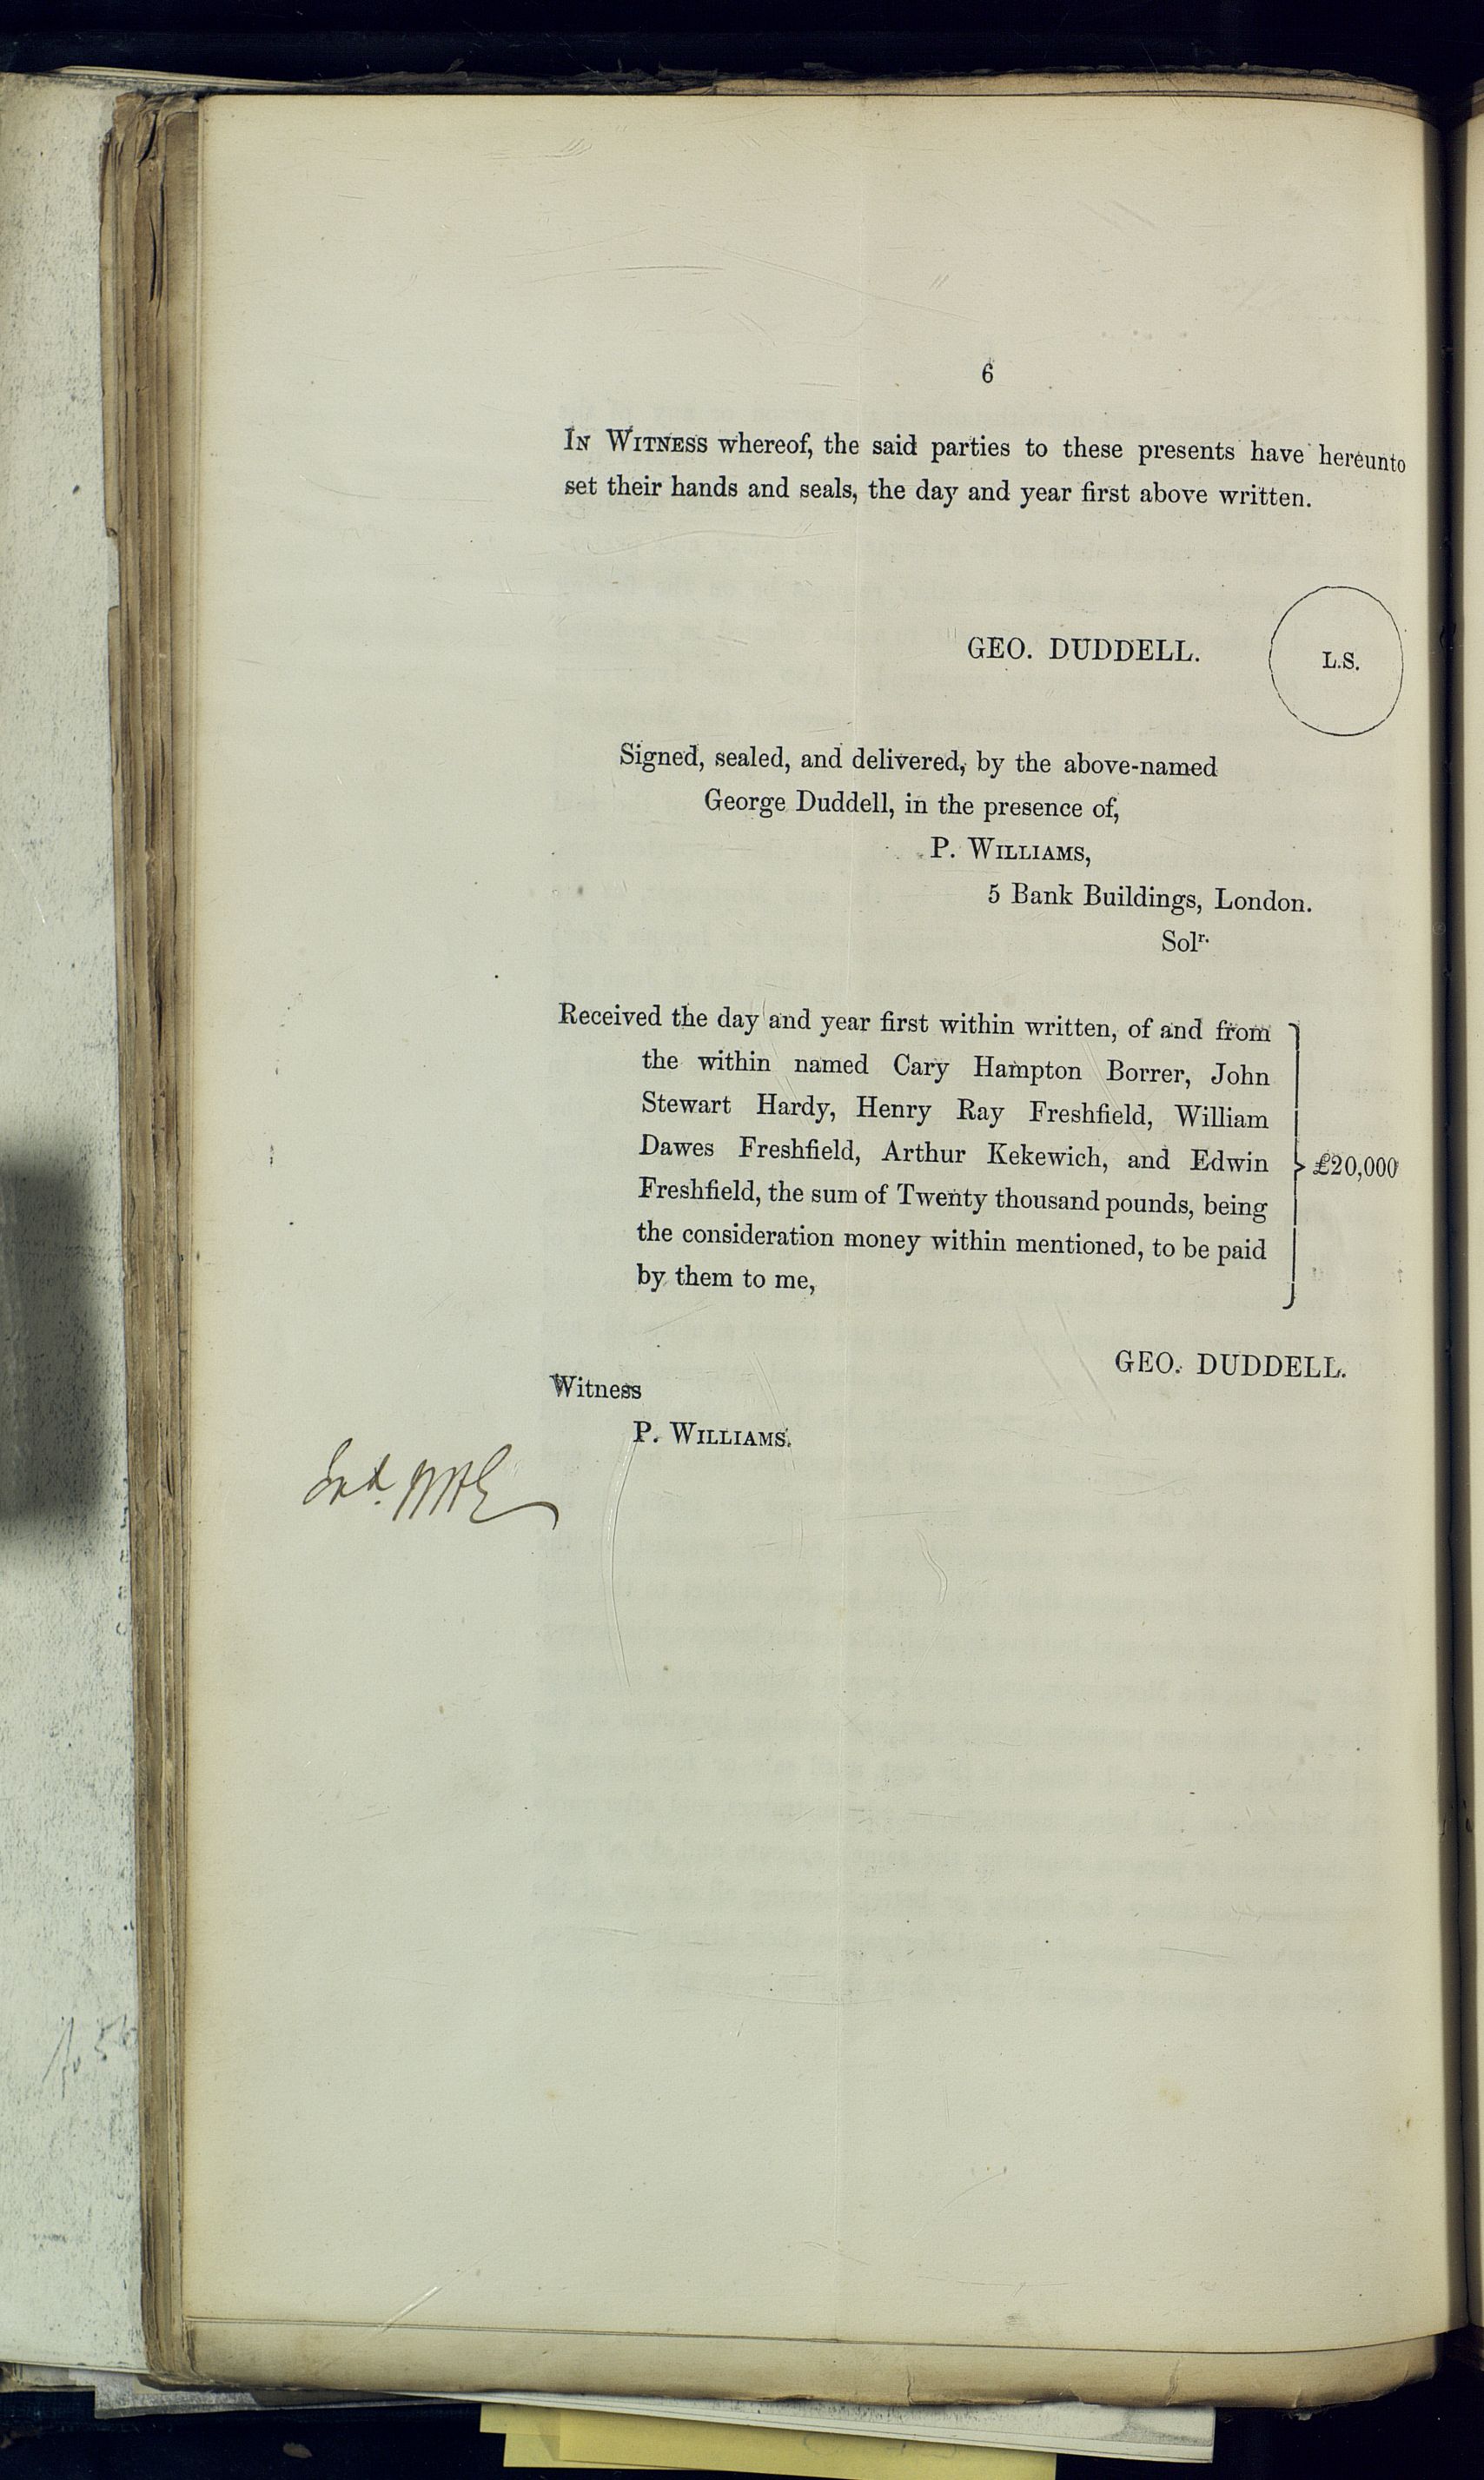 6
IN WITNESS whereof, the said parties to these presents have hereunto
set their hands and seals, the day and year first above written.
GEO. DUDDELL.
L.S.
Signed, sealed, and delivered, by the above-named
George Duddell, in the presence of,
P. WILLIAMS,
5 Bank Buildings, London.
Solr.
Received the day and year first within written, of and from
the within named Cary Hampton Borrer, John
Stewart Hardy, Henry Ray Freshfield, William
Dawes Freshfield, Arthur Kekewich, and Edwin
£20,000
Freshfield, the sum of Twenty thousand pounds, being
the consideration money within mentioned, to be paid
by them to me,
GEO. DUDDELL.
Witness
P. WILLIAMS.